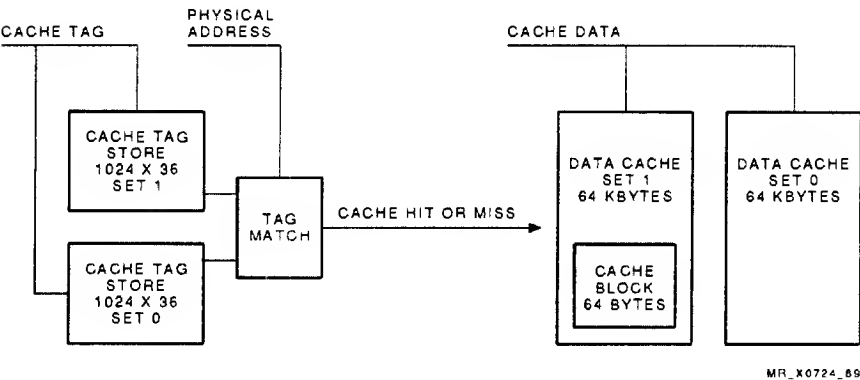 PHYSICAL
ADDRESS
CACHE TAG
CACHE DATA
CACHE TAG
STORE
1024 X 36
SET 1
DATA CACHE
SET 1
64 KBYTES
DATA CACHE
SET 0
64 KBYTES
TAG
MATCH
CACHE HIT OR MISS
CACHE TAG
STORE
1024 X 36
SET 0
CACHE
BLOCK
64 BYTES
MR_X0724_89